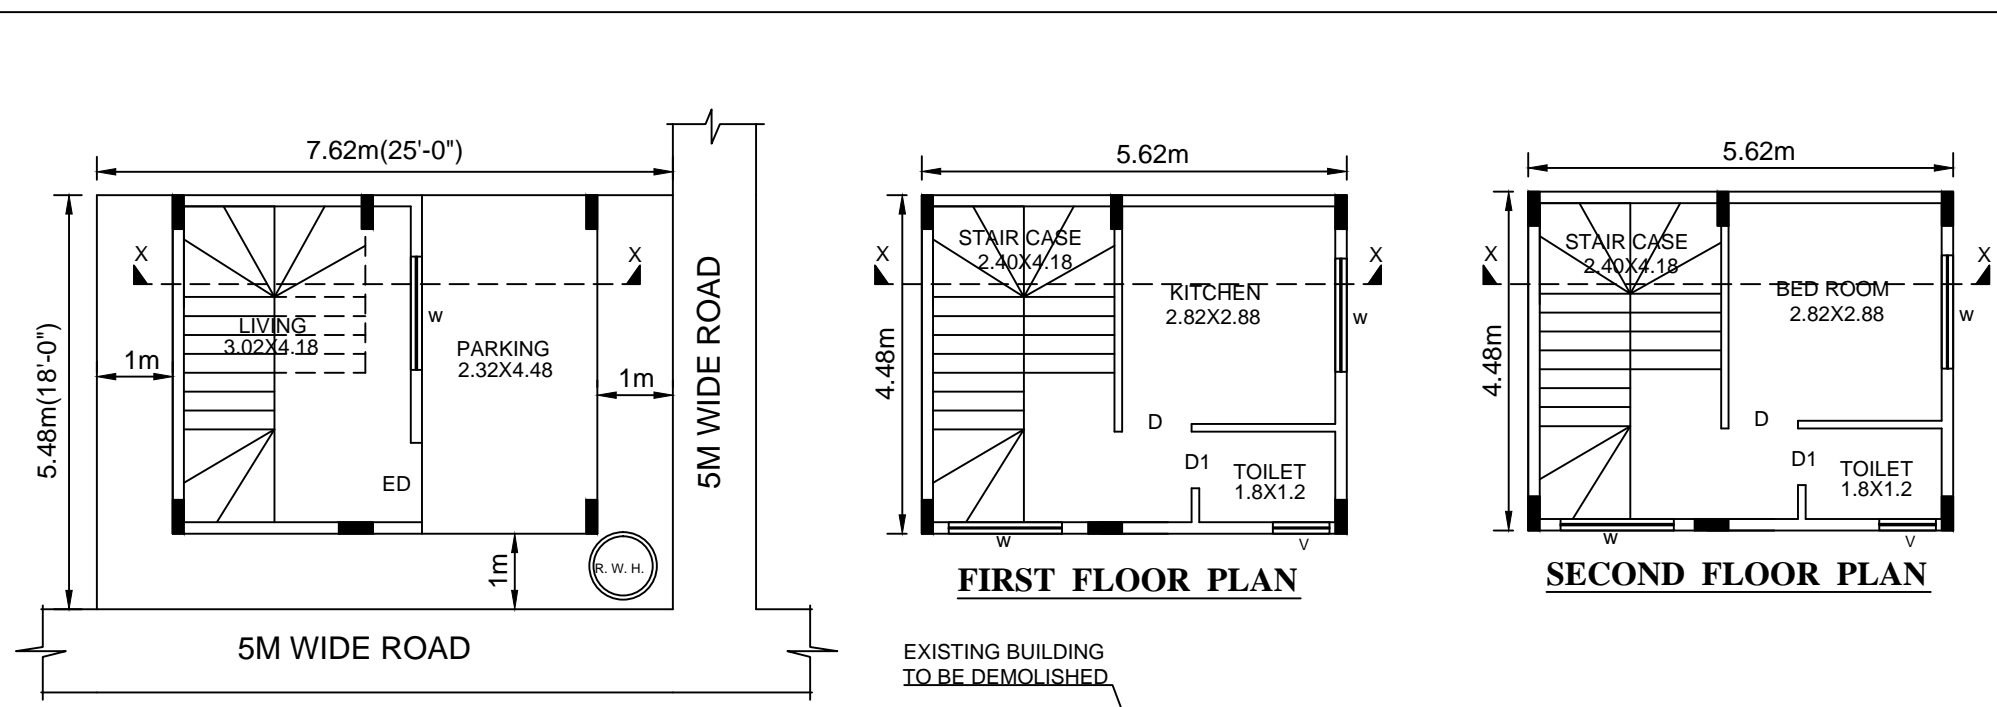 7.62m(25'-0")
5.48m(18'-0")
X
X
W
LIVING
3.02X4.18
PARKING
2.32X4.48
1m
1m
ED
1m
R. W. H.
5M WIDE ROAD
5M WIDE ROAD
5.62m
4.48m
STAIR CASE
2.40X4.18
X
X
KITCHEN
2.82X2.88
W
D
D1
TOILET
1.8X1.2
W
V
FIRST FLOOR PLAN
EXISTING BUILDING
TO BE DEMOLISHED
5.62m
4.48m
STAIR CASE
2.40X4.18
X
X
BED ROOM
2.82X2.88
W
D
D1
TOILET
1.8X1.2
W
V
SECOND FLOOR PLAN